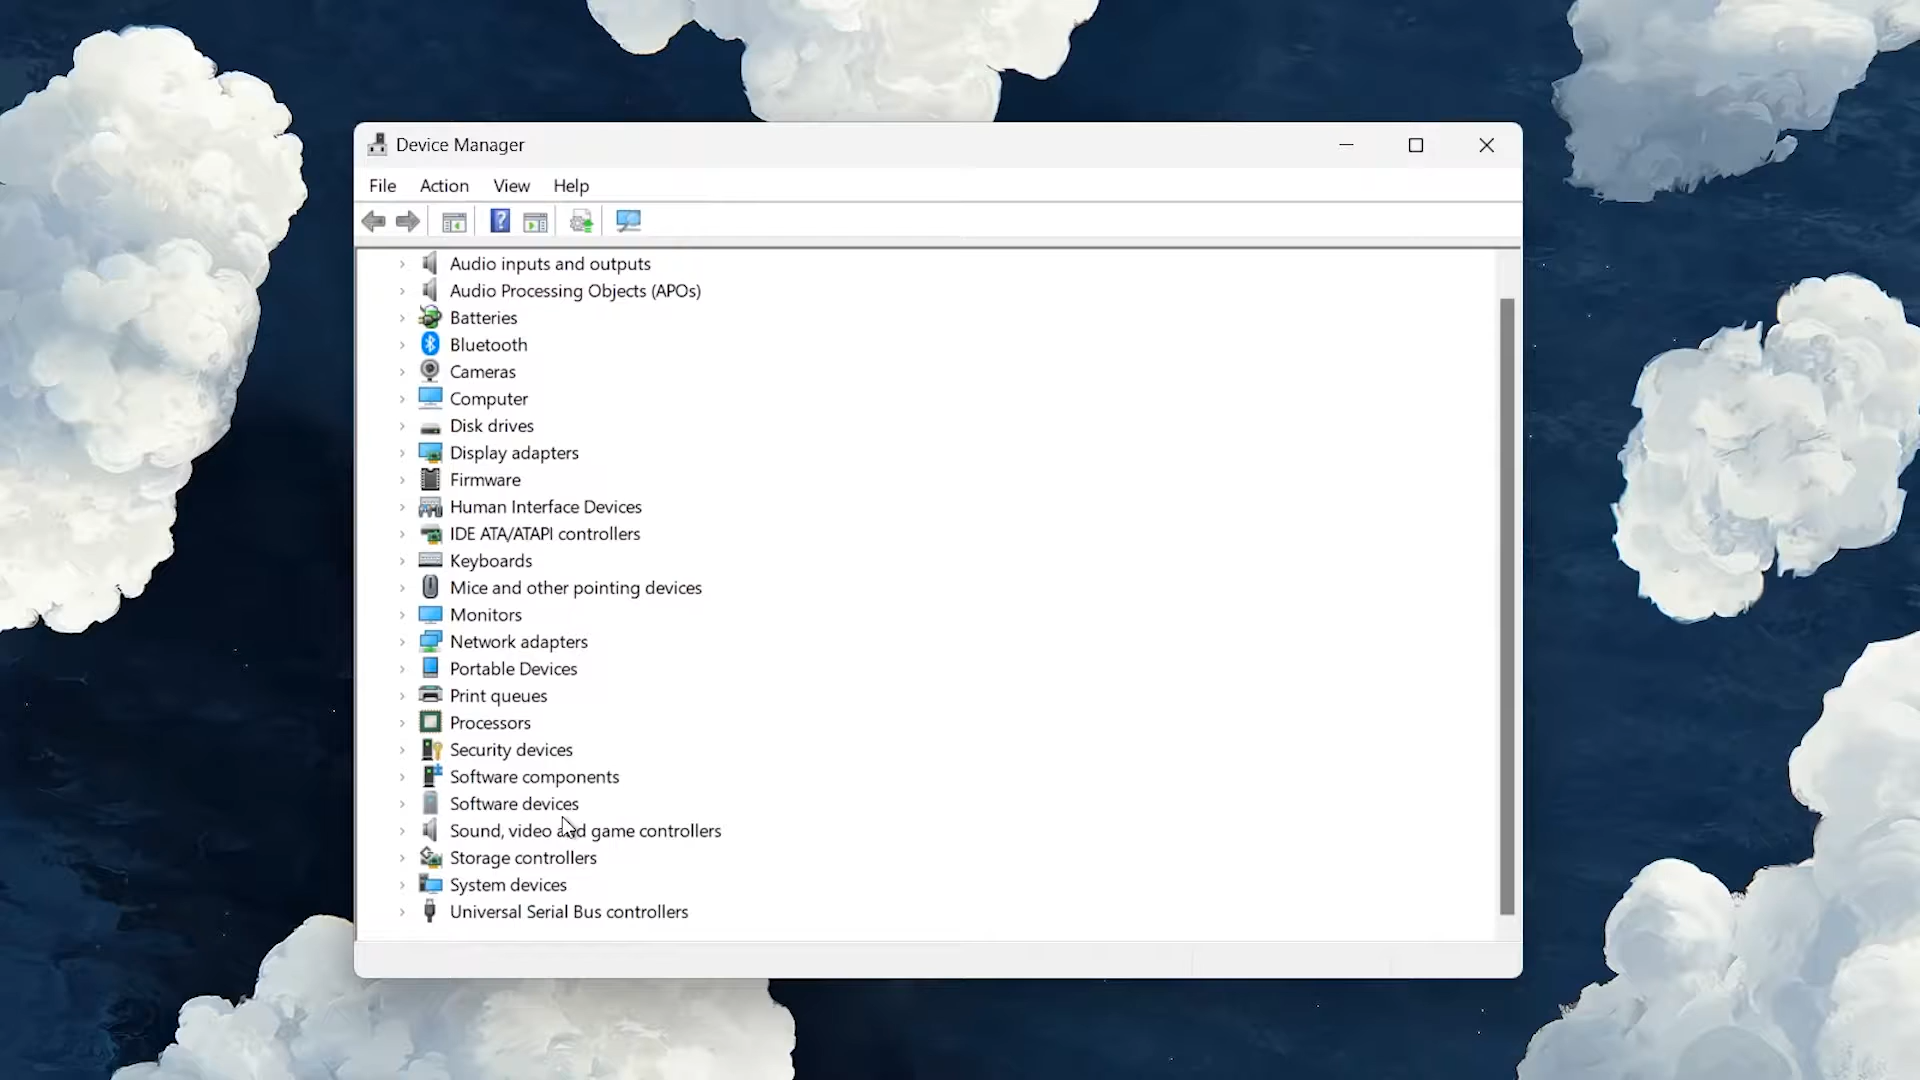 Device Manager
File Action View Help
Audio inputs and outputs
Audio Processing Objects (APOs)
Batteries
Bluetooth
Cameras
Computer
Disk drives
Display adapters
Firmware
Human Interface Devices
IDE ATA/ATAPI controllers
Keyboards
Mice and other pointing devices
Monitors
Network adapters
Portable Devices
Print queues
Processors
Security devices
Software components
Software devices
Sound, video and game controllers
Storage controllers
System devices
Universal Serial Bus controllers